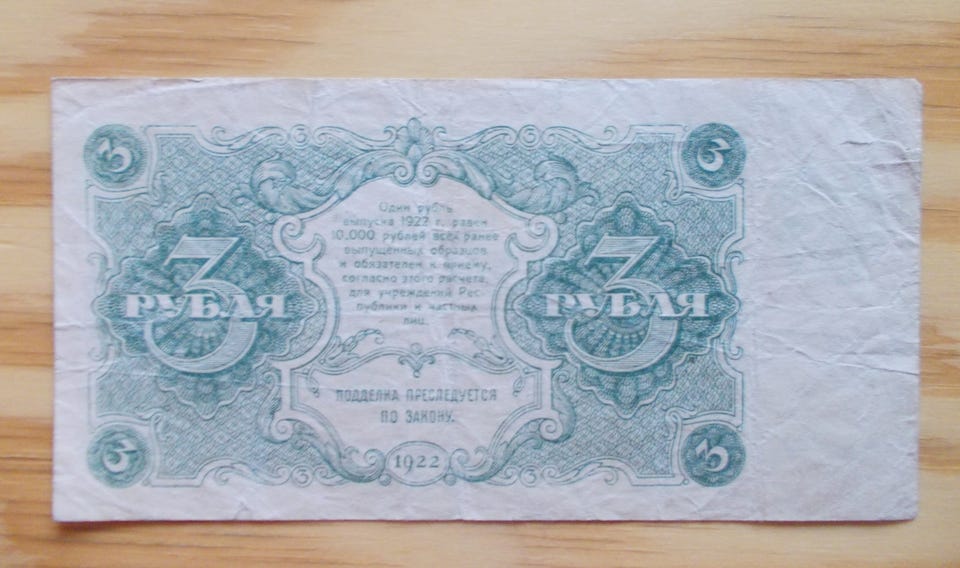 3 3
Один рубль
выпуска 1922 г. равен
10.000 рублей всех ранее
выпущенных образцов
и обязателен к приему,
согласно этого расчета,
для учреждений Рес-
публики и частных
лиц.
3 РУБЛЯ 3 РУБЛЯ
ПОДДЕЛКА ПРЕСЛЕДУЕТСЯ
ПО ЗАКОНУ.
3 1922 3